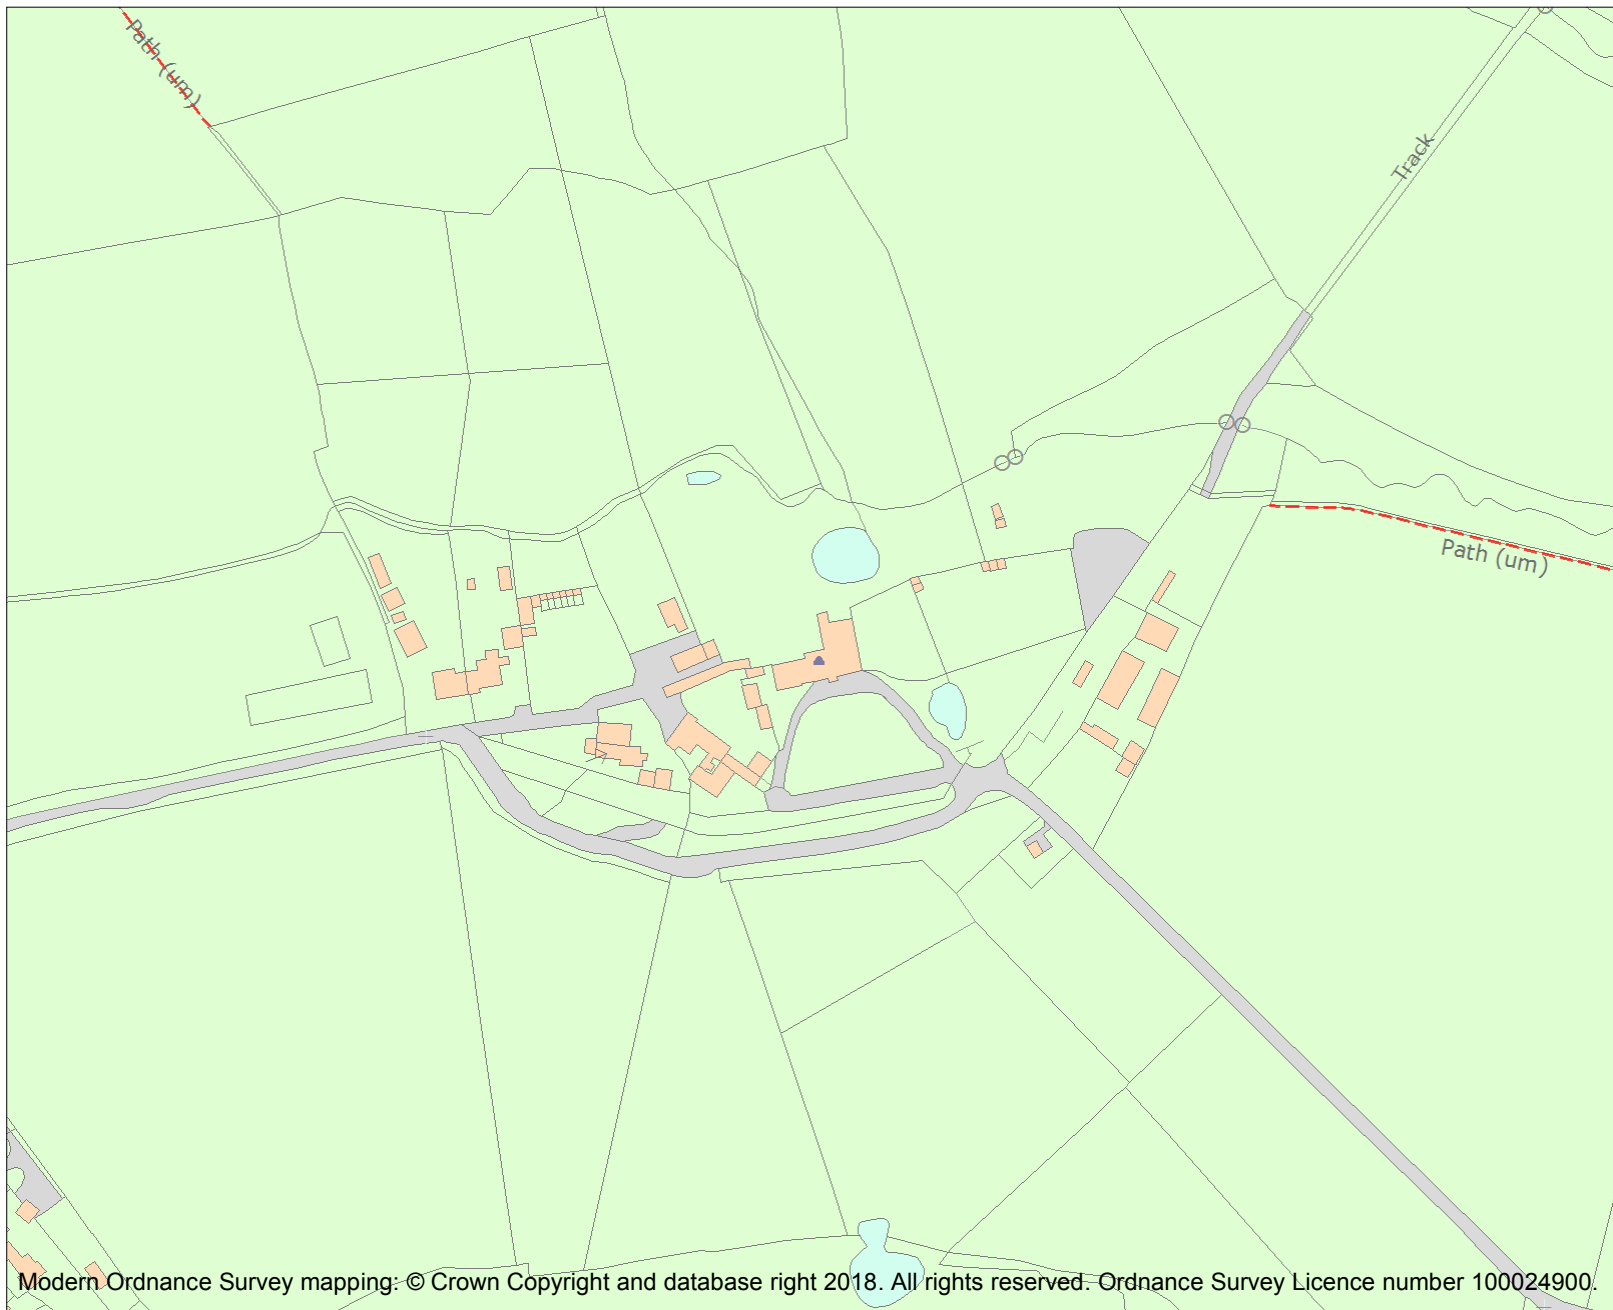 Path (um)
Track
Path (um)
Modern Ordnance Survey mapping: © Crown Copyright and database right 2018. All rights reserved. Ordnance Survey Licence number 100024900.